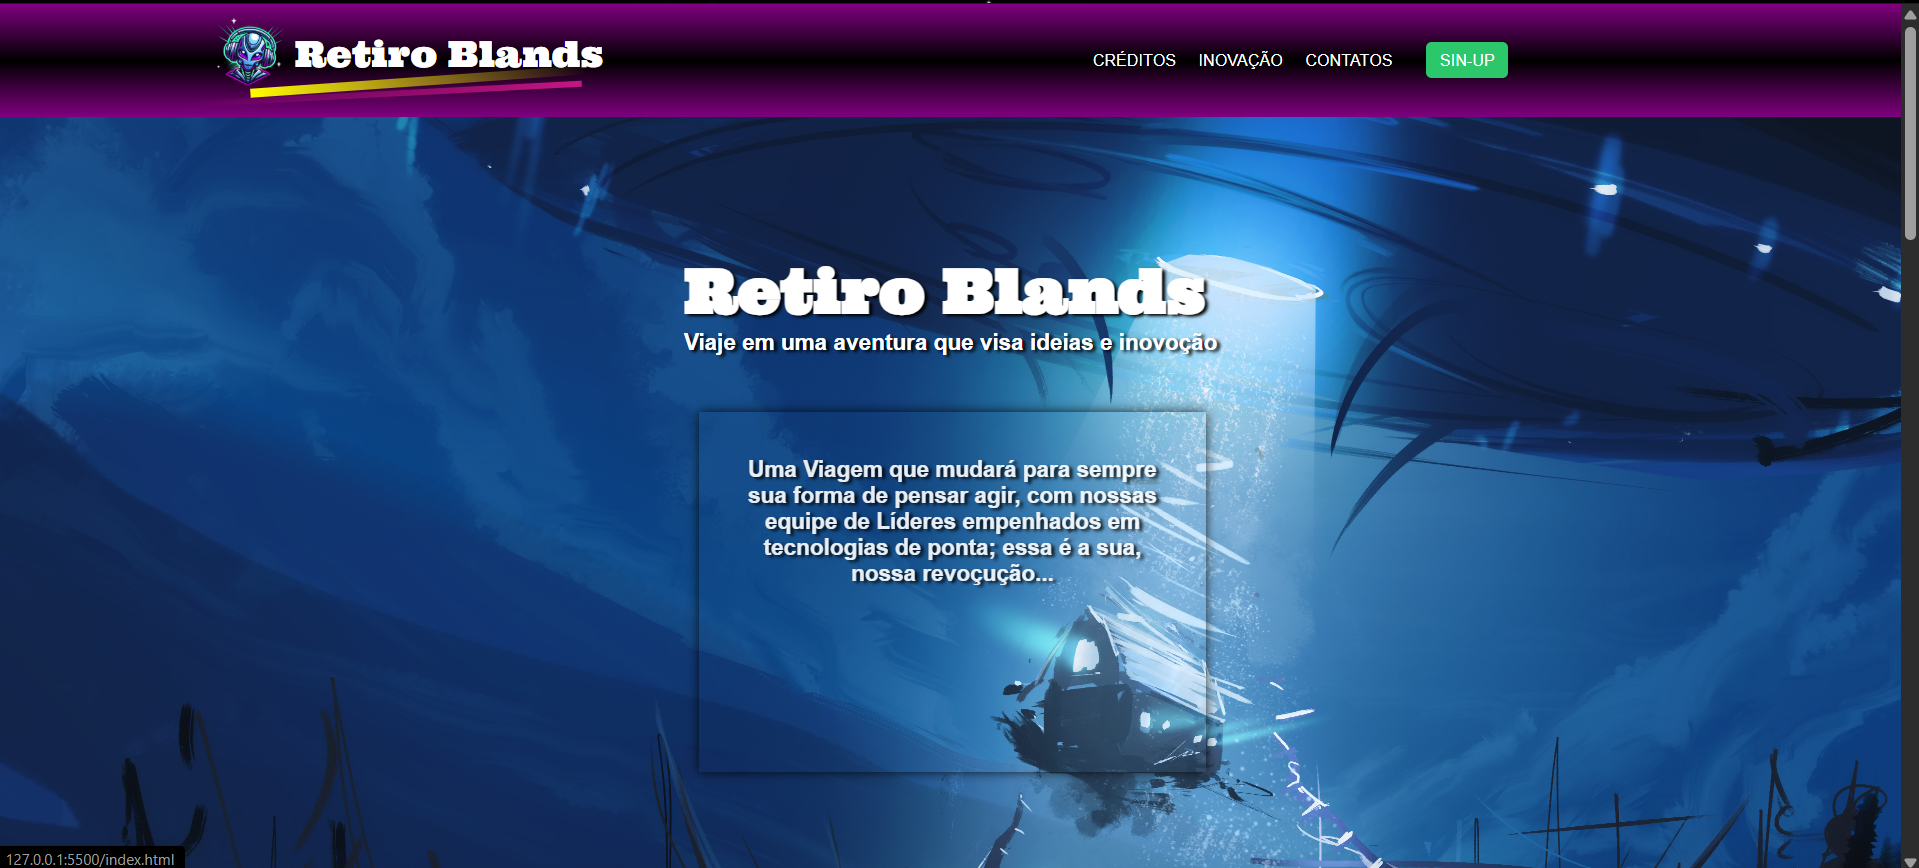 Retiro Blands
CRÉDITOS INOVAÇÃO CONTATOS SIN-UP
Retiro Blands
Viaje em uma aventura que visa ideias e inovoção
Uma Viagem que mudará para sempre
sua forma de pensar agir, com nossas
equipe de Líderes empenhados em
tecnologias de ponta; essa é a sua,
nossa revoçução...
127.0.0.1:5500/index.html